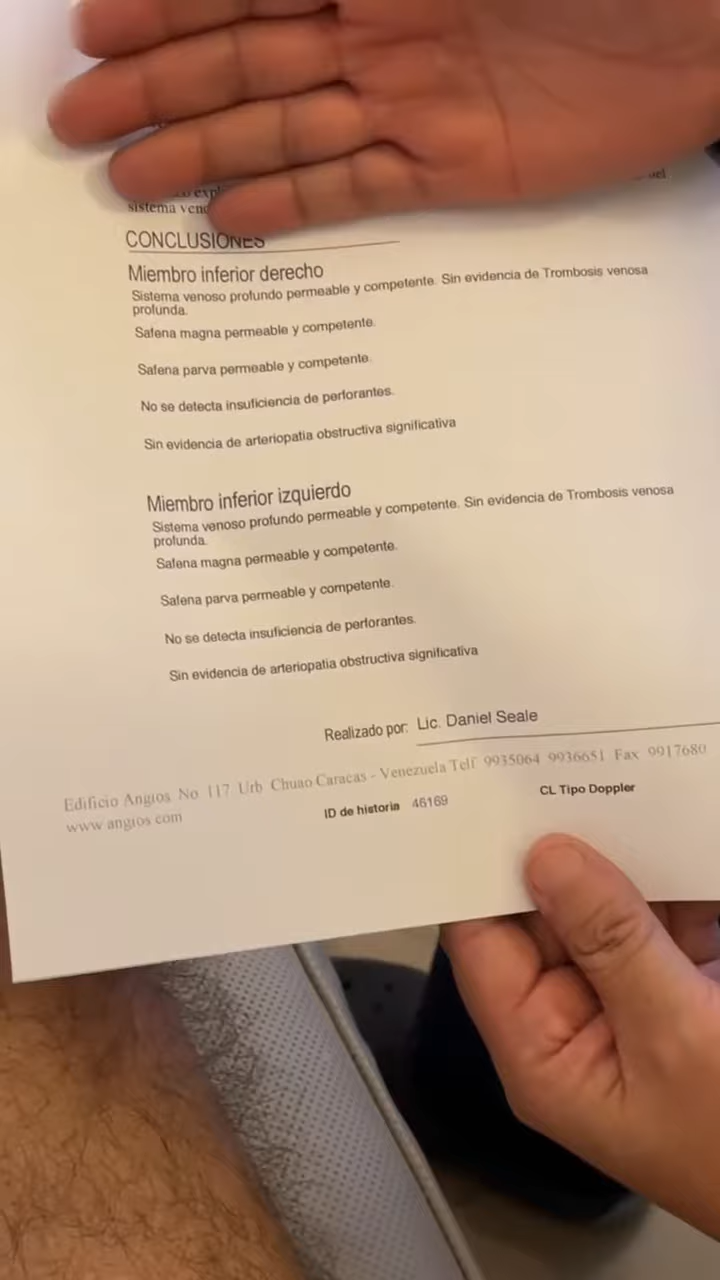 sistema
CONCLUSIONES
Miembro inferior derecho
Sistema venoso profundo permeable y competente. Sin evidencia de Trombosis venosa
profunda.
Safena magna permeable y competente.
Safena parva permeable y competente.
No se detecta insuficiencia de perforantes.
Sin evidencia de arteriopatia obstructiva significativa
Miembro inferior izquierdo
Sistema venoso profundo permeable y competente. Sin evidencia de Trombosis venosa
profunda.
Safena magna permeable y competente.
Safena parva permeable y competente.
No se detecta insuficiencia de perforantes.
Sin evidencia de arteriopatia obstructiva significativa
Realizado por: Lic. Daniel Seale
Edificio Angios No 117 Urb Chuao Caracas - Venezuela Telf 9935064 9936651 Fax 9917680
www angios com
ID de historia 46169
CL Tipo Doppler